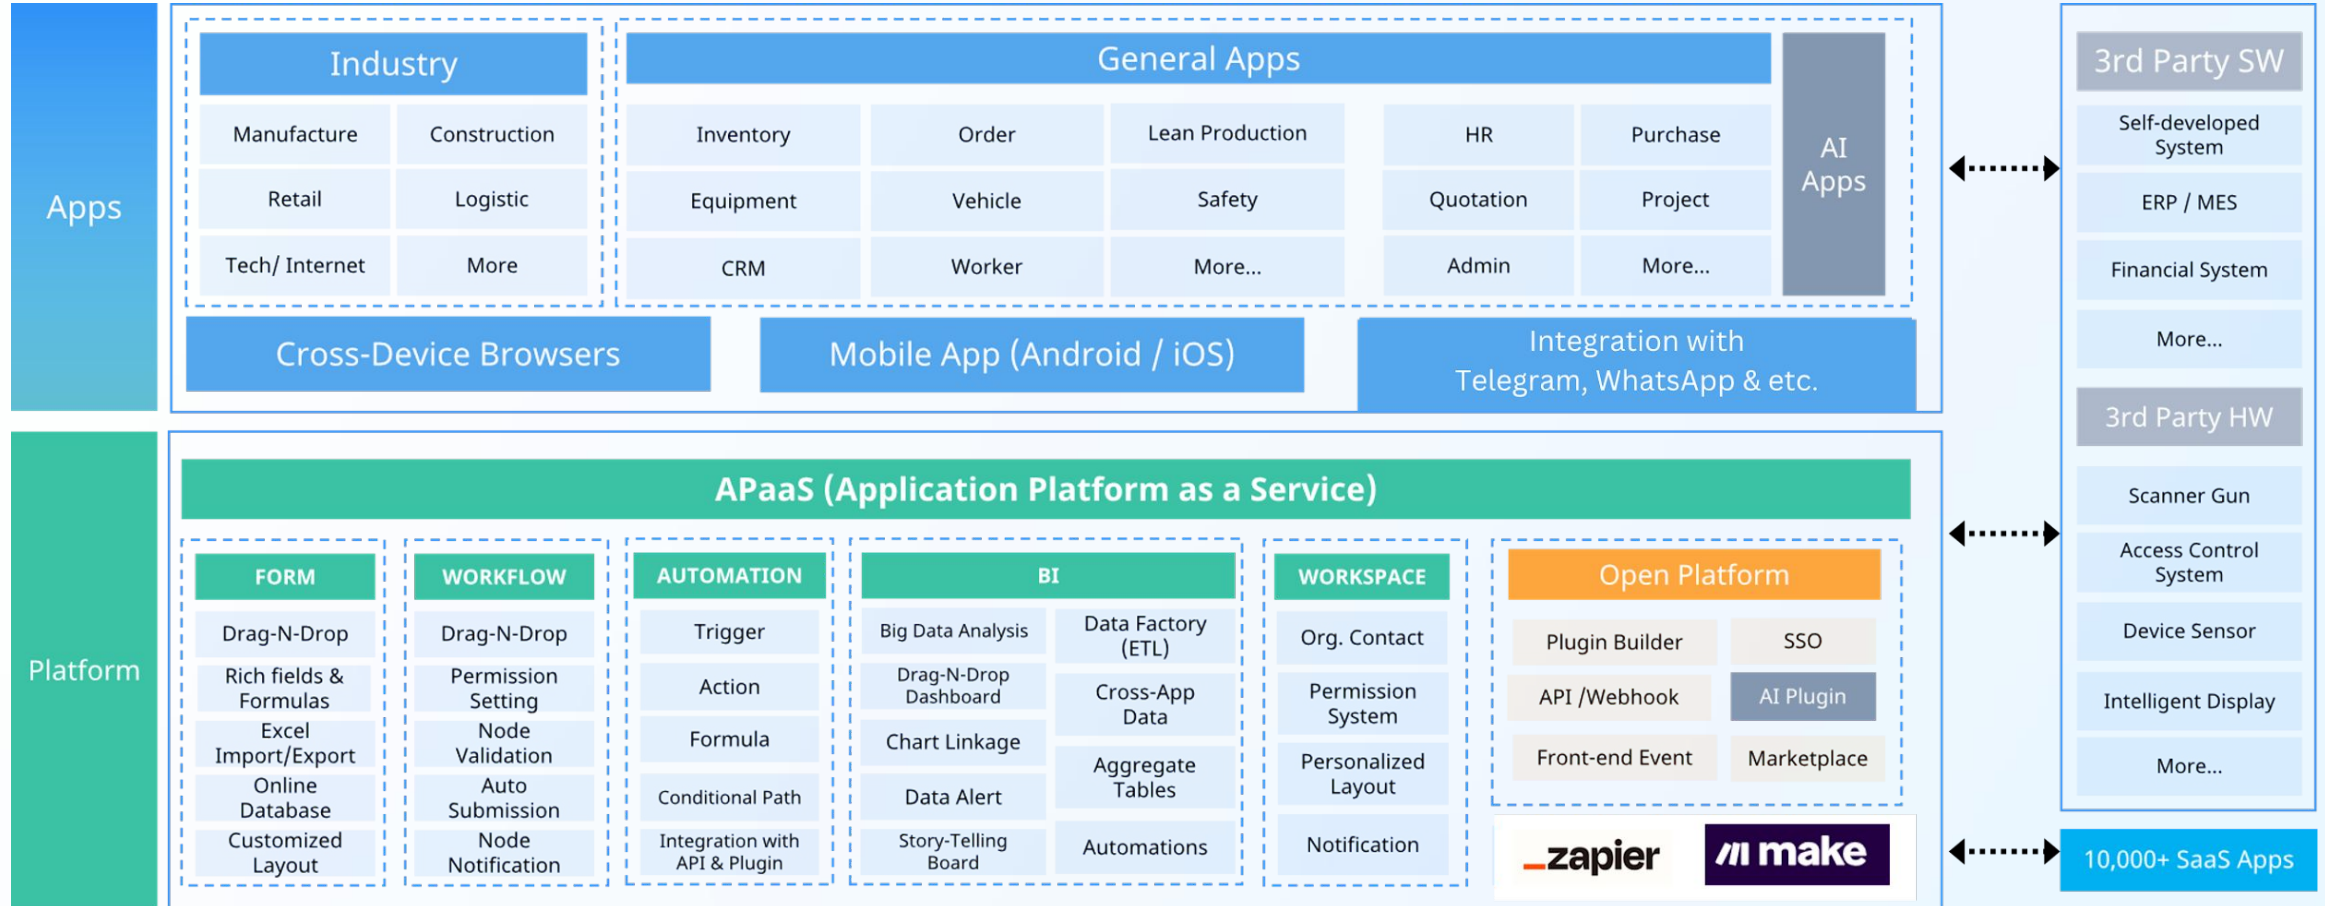 Apps
Industry
Manufacture
Construction
Retail
Logistic
Tech/ Internet
More
General Apps
Inventory
Order
Lean Production
HR
Purchase
Equipment
Vehicle
Safety
Quotation
Project
CRM
Worker
More...
Admin
More...
AI
Apps
Cross-Device Browsers
Mobile App (Android / iOS)
Integration with
Telegram, WhatsApp & etc.
Platform
APaaS (Application Platform as a Service)
FORM
Drag-N-Drop
Rich fields &
Formulas
Excel
Import/Export
Online
Database
Customized
Layout
WORKFLOW
Drag-N-Drop
Permission
Setting
Node
Validation
Auto
Submission
Node
Notification
AUTOMATION
Trigger
Action
Formula
Conditional Path
Integration with
API & Plugin
BI
Big Data Analysis
Drag-N-Drop
Dashboard
Chart Linkage
Data Alert
Story-Telling
Board
Data Factory
(ETL)
Cross-App
Data
Aggregate
Tables
Automations
WORKSPACE
Org. Contact
Permission
System
Personalized
Layout
Notification
Open Platform
Plugin Builder
SSO
API /Webhook
AI Plugin
Front-end Event
Marketplace
zapier
make
3rd Party SW
Self-developed
System
ERP / MES
Financial System
More...
3rd Party HW
Scanner Gun
Access Control
System
Device Sensor
Intelligent Display
More...
10,000+ SaaS Apps